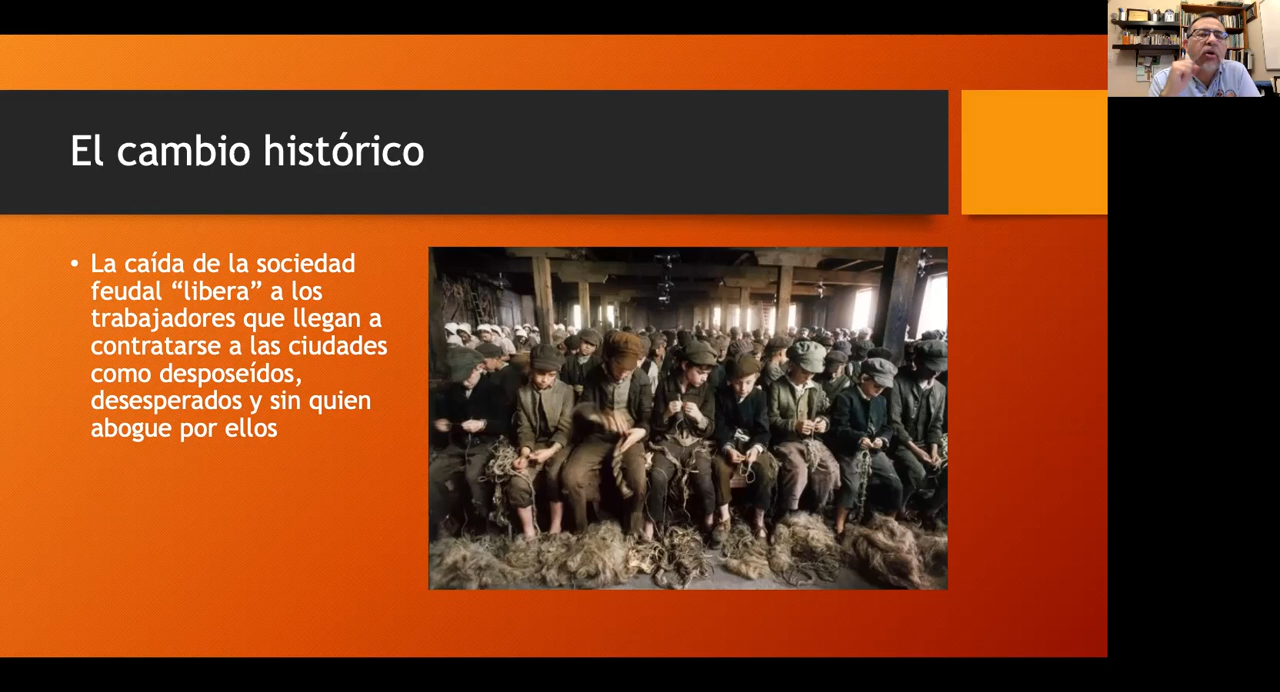 El cambio histórico
• La caída de la sociedad
feudal “libera” a los
trabajadores que llegan a
contratarse a las ciudades
como desposeídos,
desesperados y sin quien
abogue por ellos